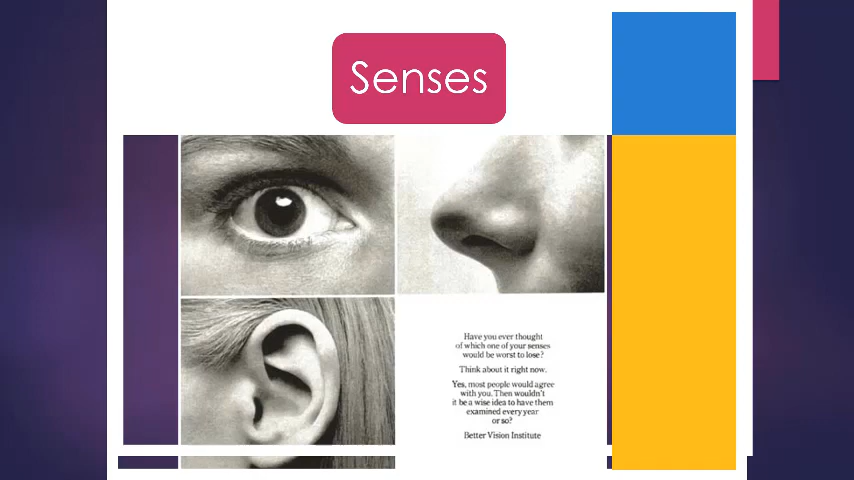 Senses
Have you ever thought
of which one of your senses
would be worst to lose?
Think about it right now.
Yes, most people would agree
with you. Then wouldn't
it be a wise idea to have them
examined every year
or so?
Better Vision Institute